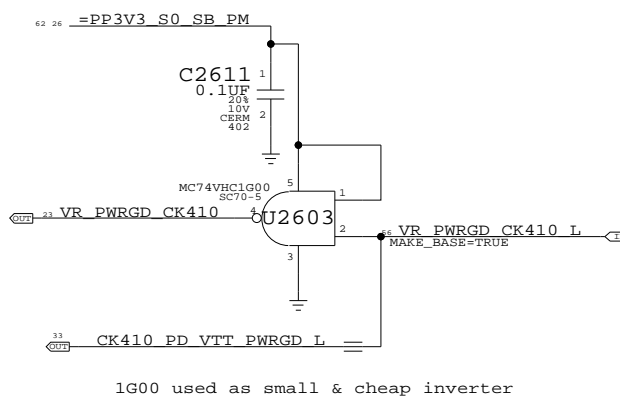 62 26 =PP3V3_S0_SB_PM
C2611 1
0.1UF
20%
10V
CERM 2
402
MC74VHC1G00 5
SC70-5 1
OUT 23 VR_PWRGD_CK410 4 U2603 2 56 VR_PWRGD_CK410_L
MAKE_BASE=TRUE
3
33
OUT CK410_PD_VTT_PWRGD_L
1G00 used as small & cheap inverter